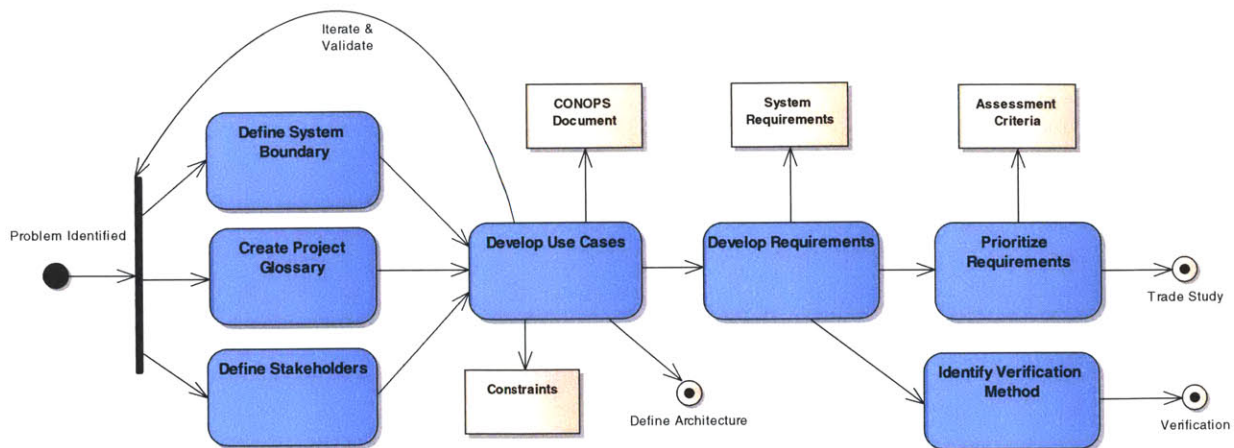 Iterate &
Validate
CONOPS
Document
System
Requirements
Assessment
Criteria
Define System
Boundary
Problem Identified
Create Project
Glossary
Develop Use Cases
Develop Requirements
Prioritize
Requirements
Trade Study
Define Stakeholders
Constraints
Define Architecture
Identify Verification
Method
Verification